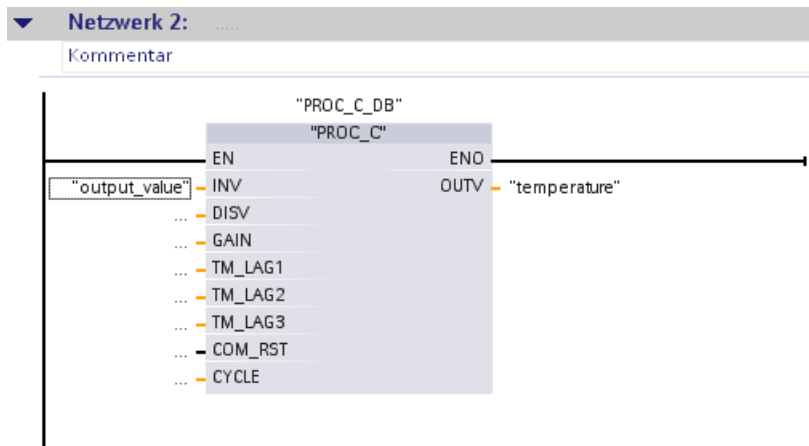 Netzwerk 2: .....
Kommentar
"PROC_C_DB"
"PROC_C"
EN ENO
"output_value" INV OUTV "temperature"
... DISV
... GAIN
... TM_LAG1
... TM_LAG2
... TM_LAG3
... COM_RST
... CYCLE